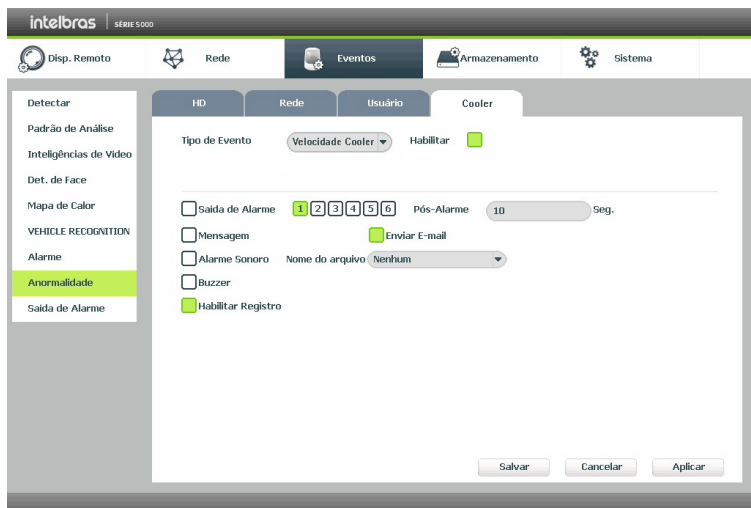 intelbras SÉRIE 5000
Disp. Remoto Rede Eventos Armazenamento Sistema
Detectar
Padrão de Análise
Inteligências de Video
Det. de Face
Mapa de Calor
VEHICLE RECOGNITION
Alarme
Anormalidade
Saída de Alarme
HD Rede Usuário Cooler
Tipo de Evento Velocidade Cooler Habilitar
Saida de Alarme 1 2 3 4 5 6 Pós-Alarme 10 Seg.
Mensagem Enviar E-mail
Alarme Sonoro Nome do arquivo Nenhum
Buzzer
Habilitar Registro
Salvar Cancelar Aplicar